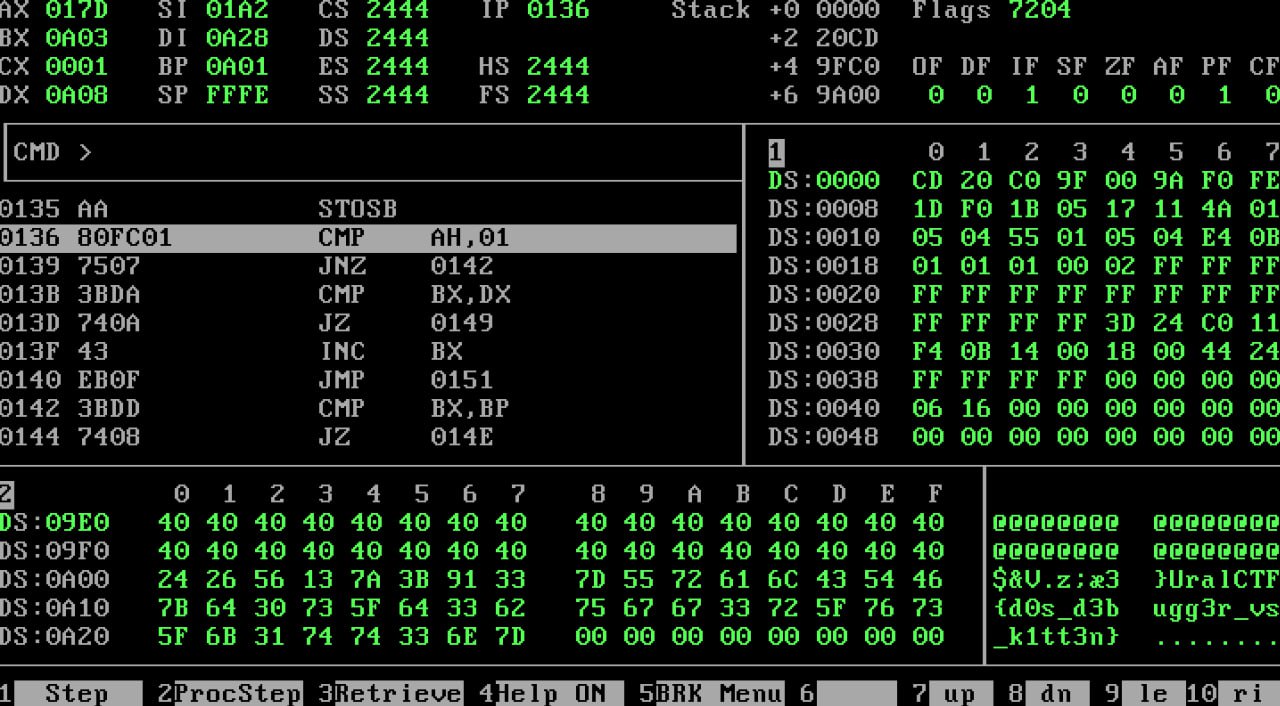 AX 017D SI 01A2 CS 2444 IP 0136 Stack +0 0000 Flags 7204
BX 0A03 DI 0A28 DS 2444 +2 20CD
CX 0001 BP 0A01 ES 2444 HS 2444 +4 9FC0 OF DF IF SF ZF AF PF CF
DX 0A08 SP FFFE SS 2444 FS 2444 +6 9A00 0 0 1 0 0 0 1 0
CMD >
0135 AA STOSB
0136 80FC01 CMP AH,01
0139 7507 JNZ 0142
013B 3BDA CMP BX,DX
013D 740A JZ 0149
013F 43 INC BX
0140 EB0F JMP 0151
0142 3BDD CMP BX,BP
0144 7408 JZ 014E
1 0 1 2 3 4 5 6 7
DS:0000 CD 20 C0 9F 00 9A F0 FE
DS:0008 1D F0 1B 05 17 11 4A 01
DS:0010 05 04 55 01 05 04 E4 0B
DS:0018 01 01 01 00 02 FF FF FF
DS:0020 FF FF FF FF FF FF FF FF
DS:0028 FF FF FF FF 3D 24 C0 11
DS:0030 F4 0B 14 00 18 00 44 24
DS:0038 FF FF FF FF 00 00 00 00
DS:0040 06 16 00 00 00 00 00 00
DS:0048 00 00 00 00 00 00 00 00
2 0 1 2 3 4 5 6 7 8 9 A B C D E F
DS:09E0 40 40 40 40 40 40 40 40 40 40 40 40 40 40 40 40 @@@@@@@@ @@@@@@@@
DS:09F0 40 40 40 40 40 40 40 40 40 40 40 40 40 40 40 40 @@@@@@@@ @@@@@@@@
DS:0A00 24 26 56 13 7A 3B 91 33 7D 55 72 61 6C 43 54 46 $&V.z;æ3 }UralCTF
DS:0A10 7B 64 30 73 5F 64 33 62 75 67 67 33 72 5F 76 73 {d0s_d3b ugg3r_vs
DS:0A20 5F 6B 31 74 74 33 6E 7D 00 00 00 00 00 00 00 00 _k1tt3n} ........
1 Step 2ProcStep 3Retrieve 4Help ON 5BRK Menu 6 7 up 8 dn 9 le 10 ri